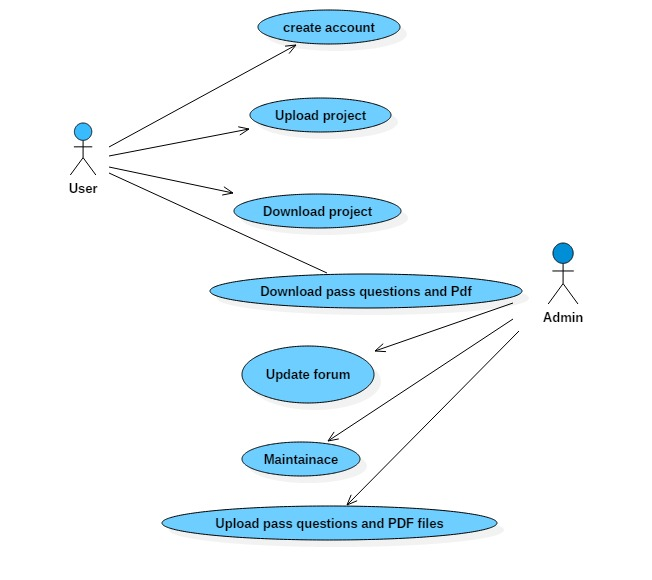 create account
Upload project
User
Download project
Download pass questions and Pdf
Admin
Update forum
Maintainace
Upload pass questions and PDF files